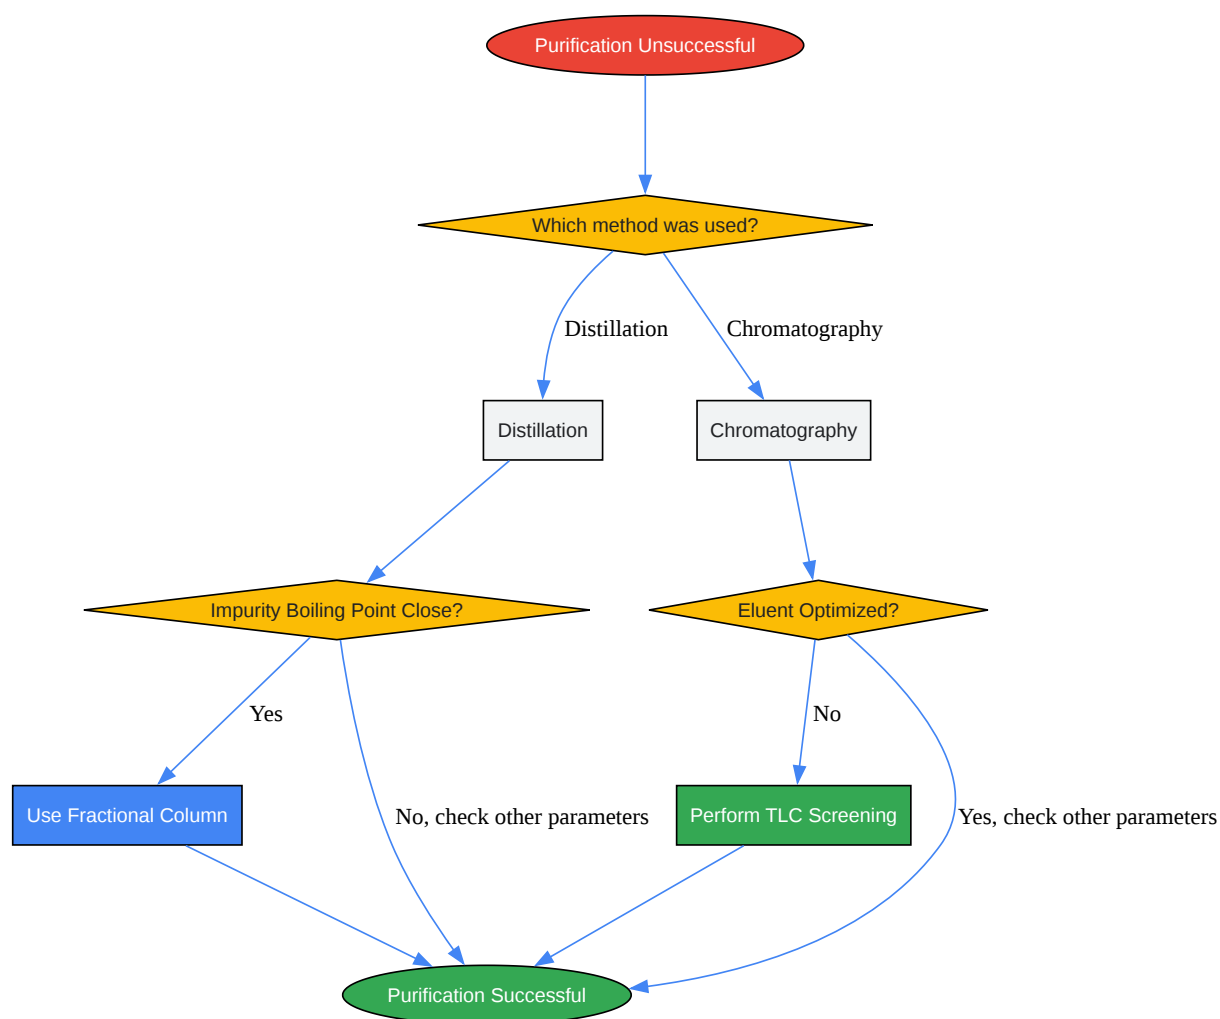 Purification Unsuccessful
Which method was used?
Distillation
Chromatography
Distillation
Chromatography
Impurity Boiling Point Close?
Eluent Optimized?
Yes
No
Use Fractional Column
No, check other parameters
Perform TLC Screening
Yes, check other parameters
Purification Successful